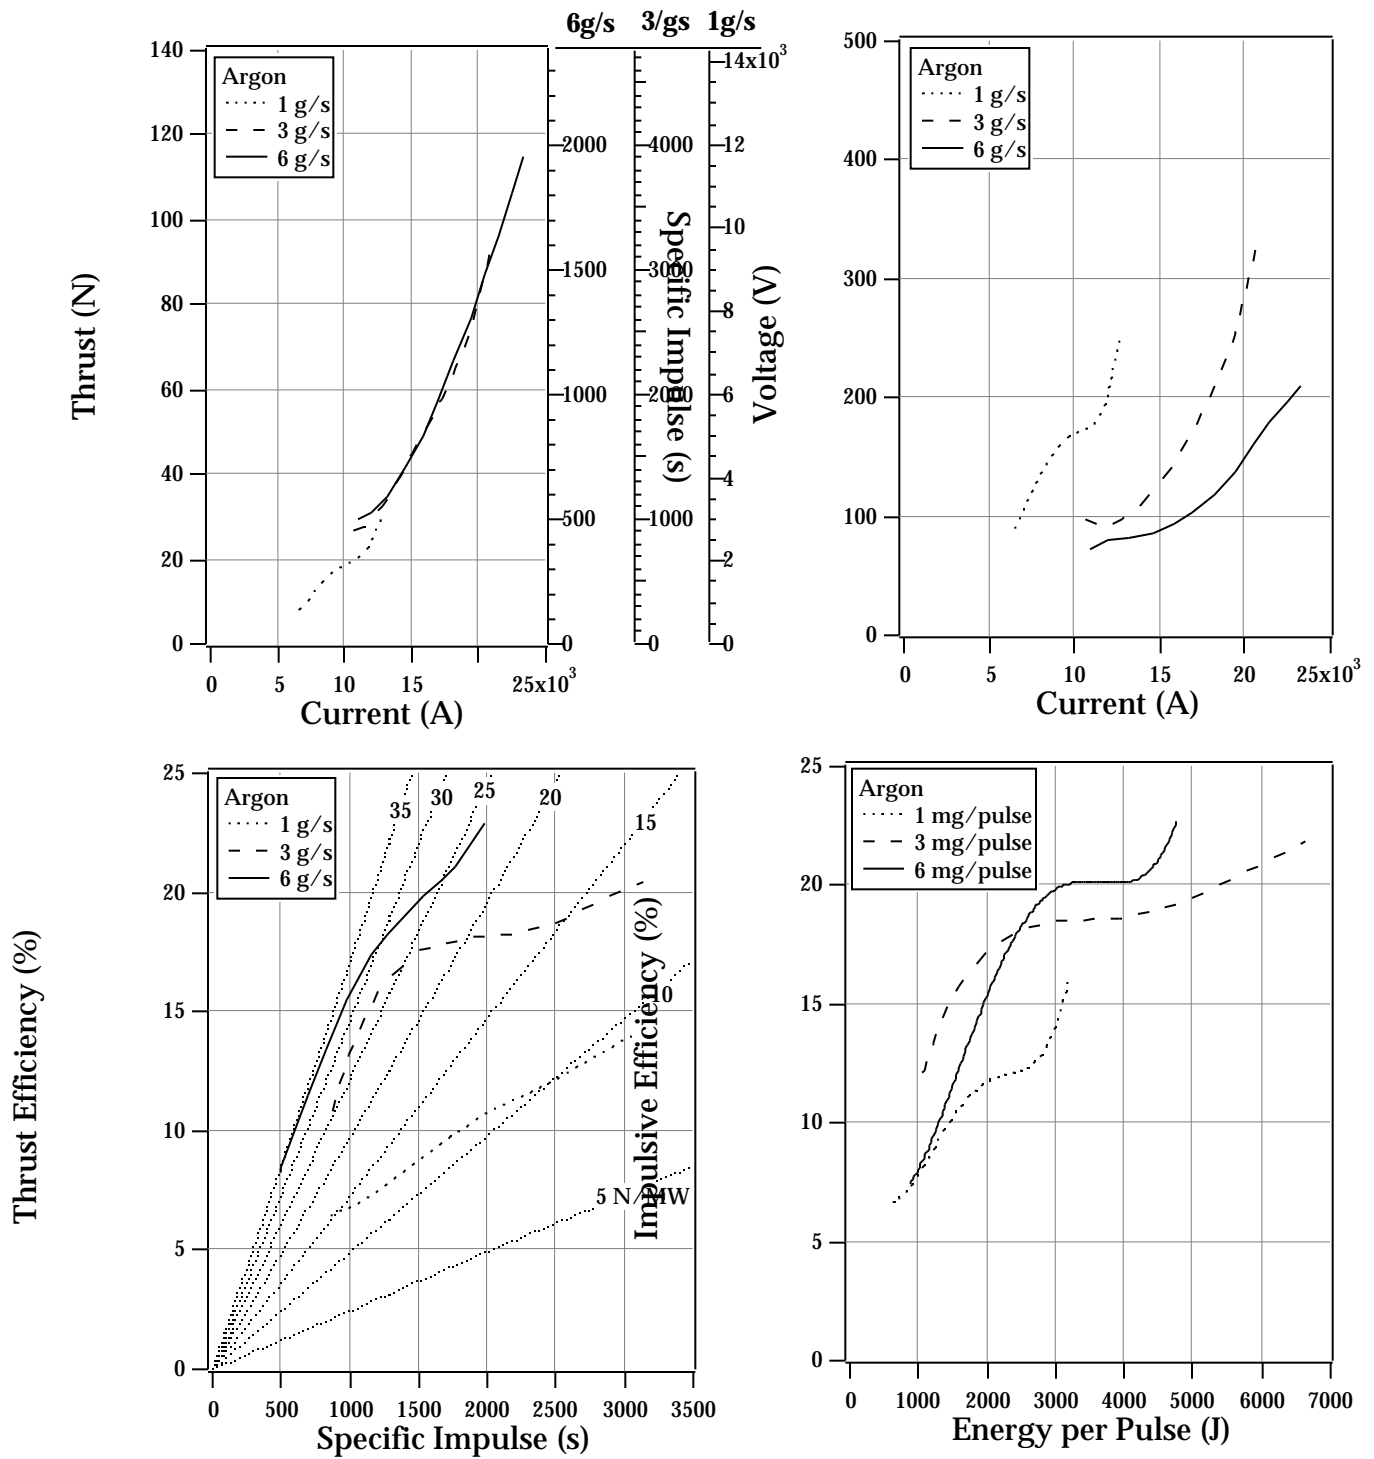 6g/s 3/gs 1g/s
140
120
100
80
60
40
20
0
Thrust (N)
Argon
1 g/s
3 g/s
6 g/s
0 5 10 15 25x10³
Current (A)
2000
1500
1000
500
0
4000
3000
2000
1000
0
Specific Impulse (s)
14x10³
12
10
8
6
4
2
0
Voltage (V)
500
400
300
200
100
0
Argon
1 g/s
3 g/s
6 g/s
0 5 10 15 20 25x10³
Current (A)
25
20
15
10
5
0
Thrust Efficiency (%)
Argon
1 g/s
3 g/s
6 g/s
35 30 25 20
15
10
5 N/MW
0 500 1000 1500 2000 2500 3000 3500
Specific Impulse (s)
Impulsive Efficiency (%)
25
20
15
10
5
0
Argon
1 mg/pulse
3 mg/pulse
6 mg/pulse
0 1000 2000 3000 4000 5000 6000 7000
Energy per Pulse (J)